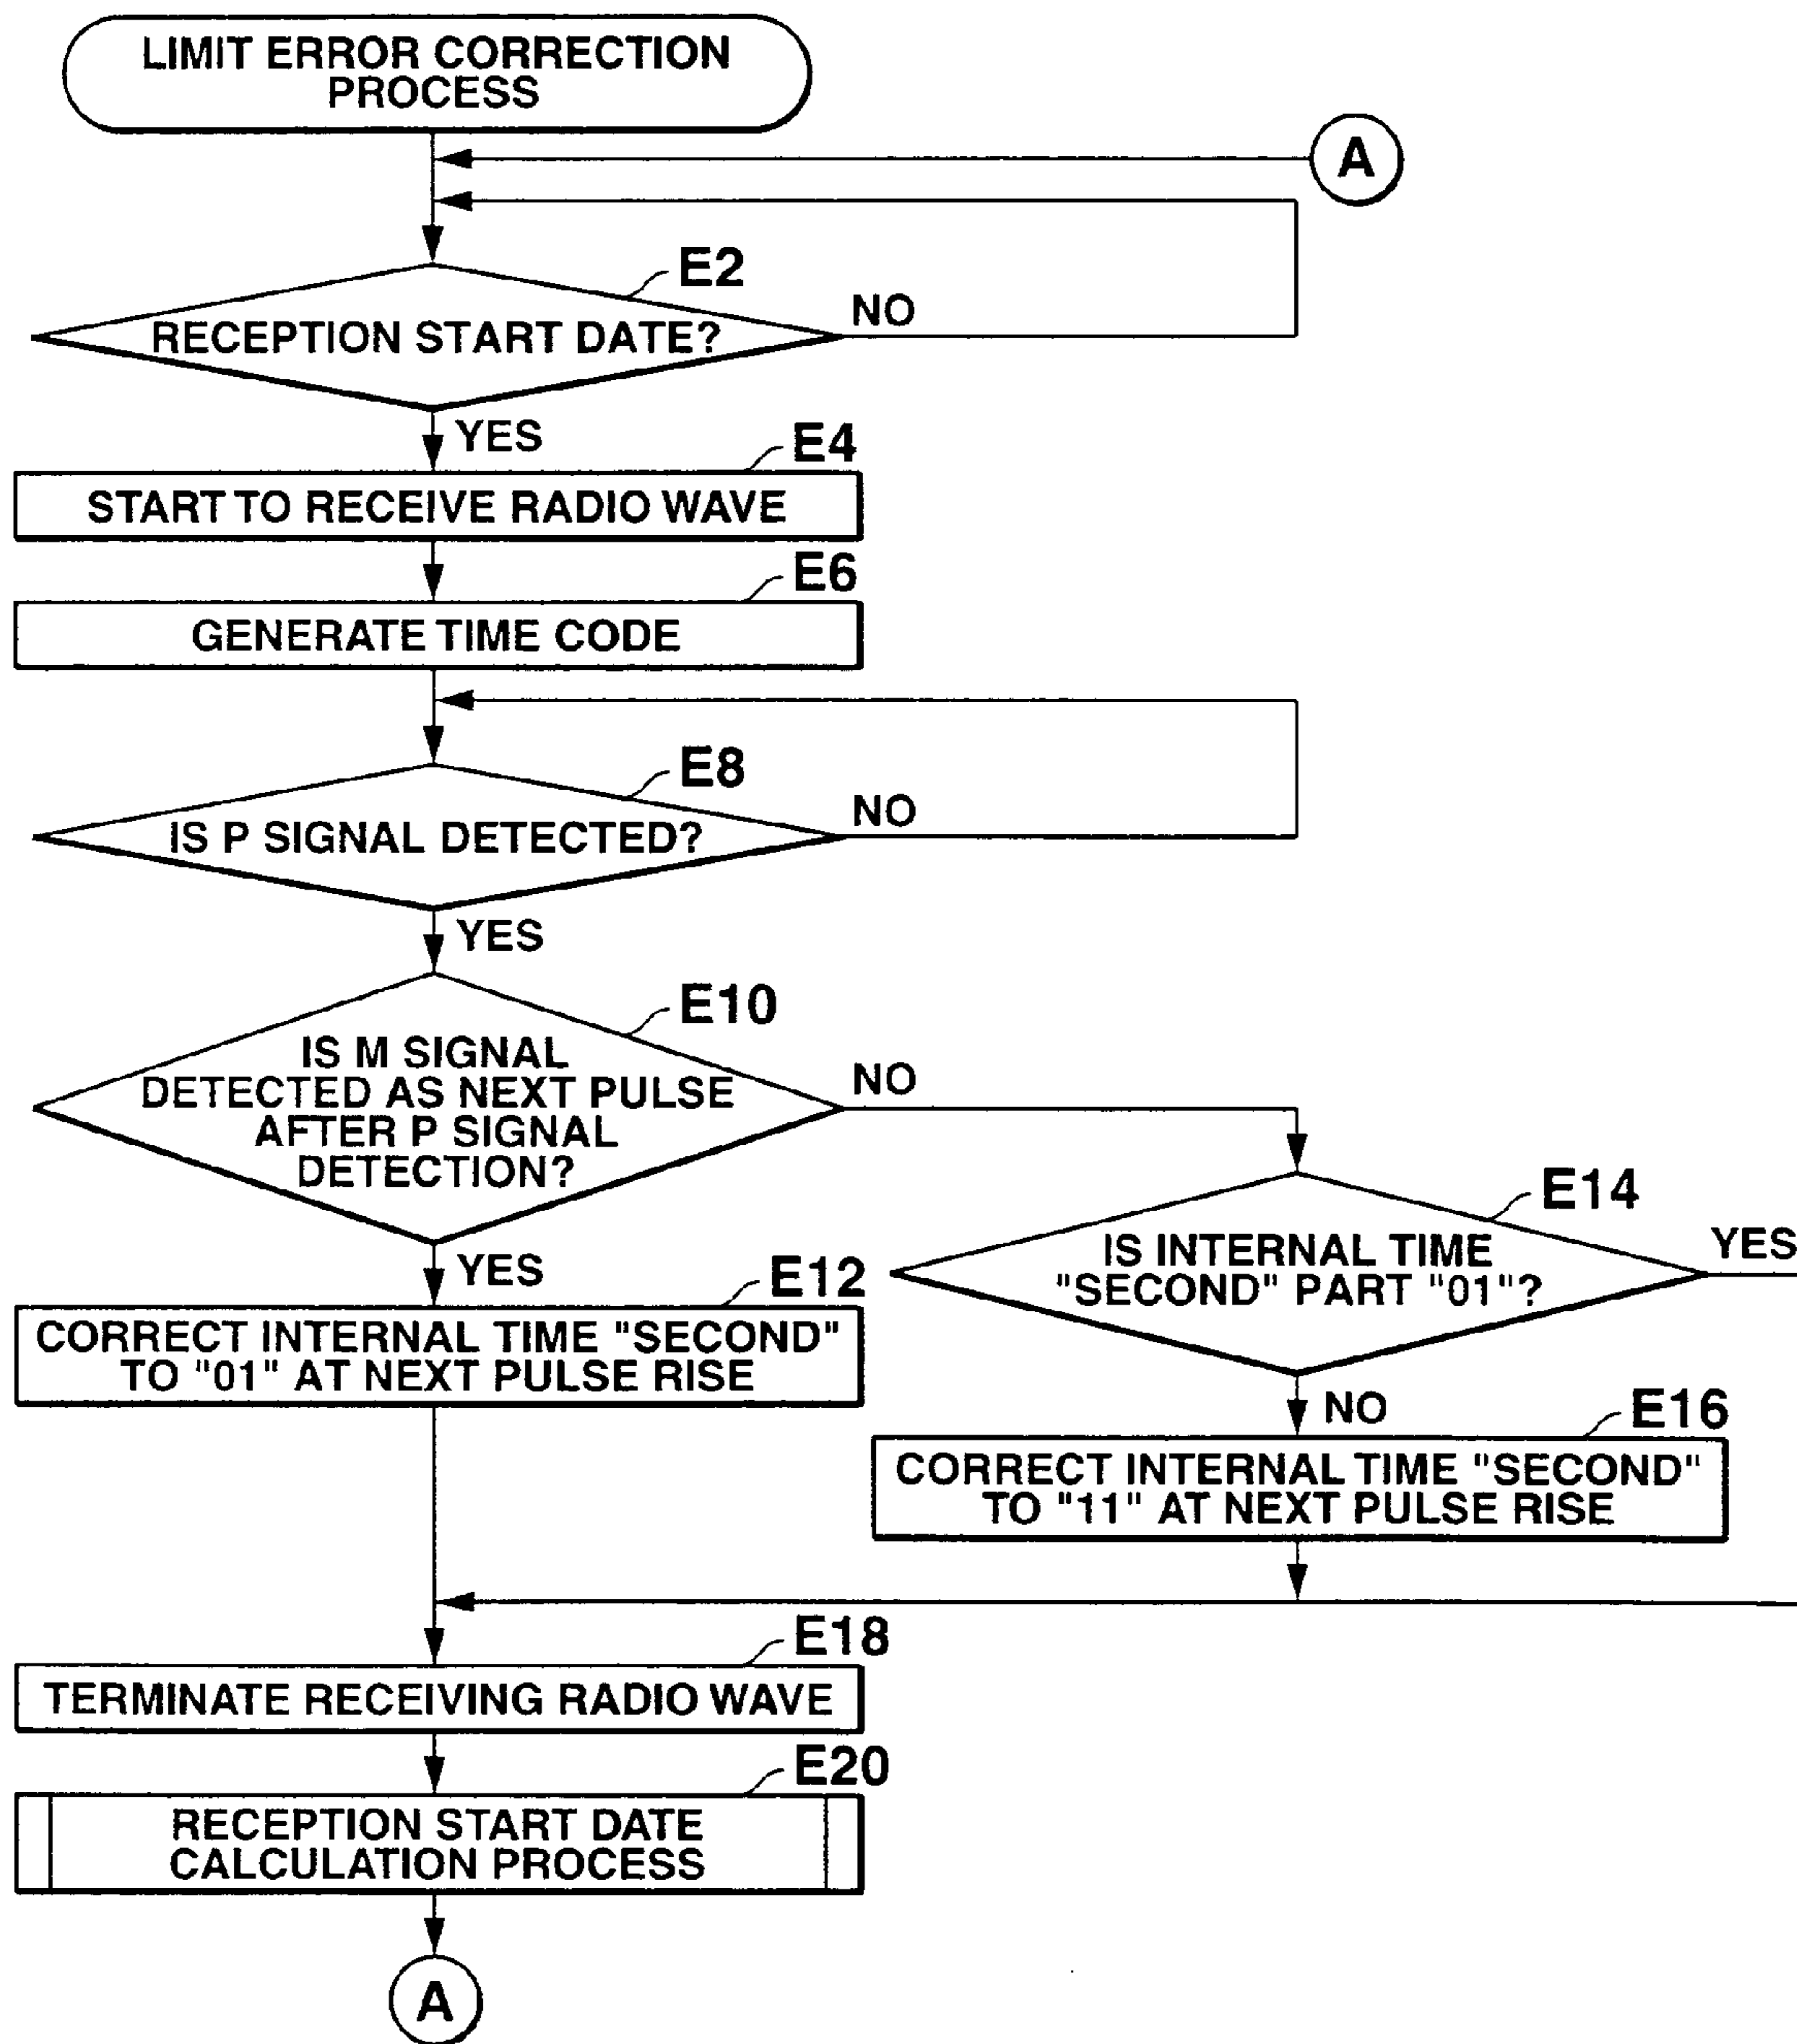 LIMIT ERROR CORRECTION
PROCESS
A
E2
RECEPTION START DATE?
NO
YES
E4
START TO RECEIVE RADIO WAVE
E6
GENERATE TIME CODE
E8
IS P SIGNAL DETECTED?
NO
YES
E10
IS M SIGNAL
DETECTED AS NEXT PULSE
AFTER P SIGNAL
DETECTION?
NO
YES
E12
CORRECT INTERNAL TIME "SECOND"
TO "01" AT NEXT PULSE RISE
E14
IS INTERNAL TIME
"SECOND" PART "01"?
YES
NO
E16
CORRECT INTERNAL TIME "SECOND"
TO "11" AT NEXT PULSE RISE
E18
TERMINATE RECEIVING RADIO WAVE
E20
RECEPTION START DATE
CALCULATION PROCESS
A